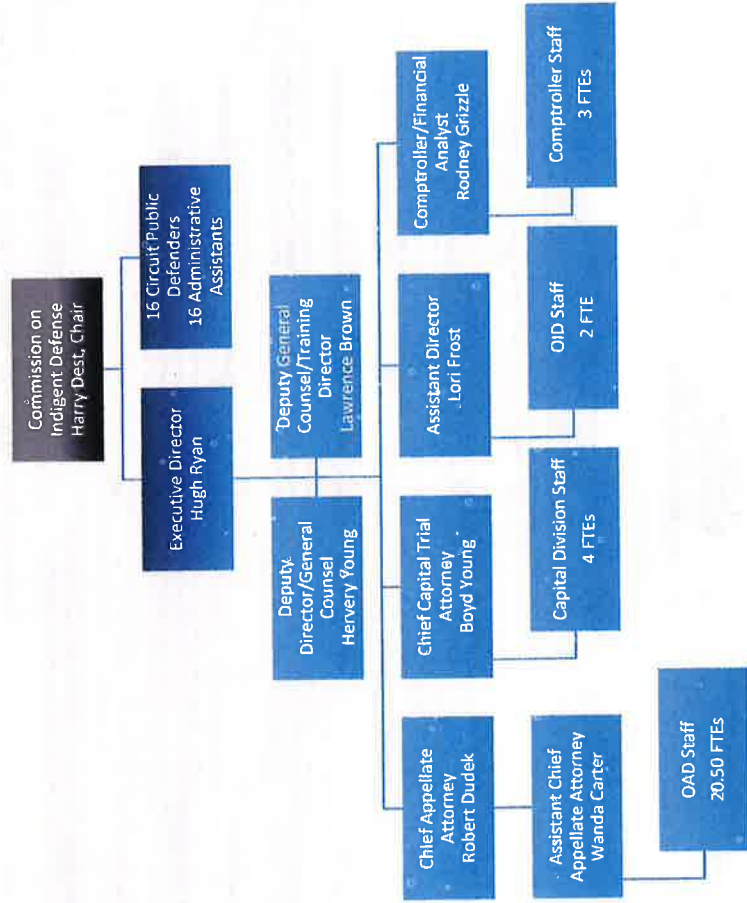 Commission on
Indigent Defense
Harry Dest, Chair
Executive Director
Hugh Ryan
16 Circuit Public
Defenders
16 Administrative
Assistants
Deputy
Director/General
Counsel
Hervery Young
Deputy General
Counsel/Training
Director
Lawrence Brown
Chief Appellate
Attorney
Robert Dudek
Chief Capital Trial
Attorney
Boyd Young
Assistant Director
Lori Frost
Comptroller/Financial
Analyst
Rodney Grizzle
Assistant Chief
Appellate Attorney
Wanda Carter
Capital Division Staff
4 FTEs
OID Staff
2 FTE
Comptroller Staff
3 FTEs
OAD Staff
20.50 FTEs